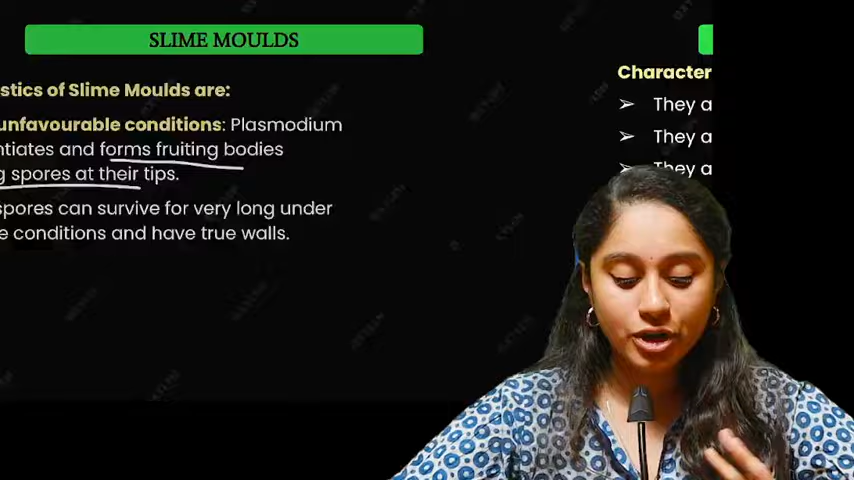 SLIME MOULDS
stics of Slime Moulds are:
unfavourable conditions: Plasmodium
ntiates and forms fruiting bodies
g spores at their tips.
spores can survive for very long under
e conditions and have true walls.
Character
➢ They a
➢ They a
➢ They a